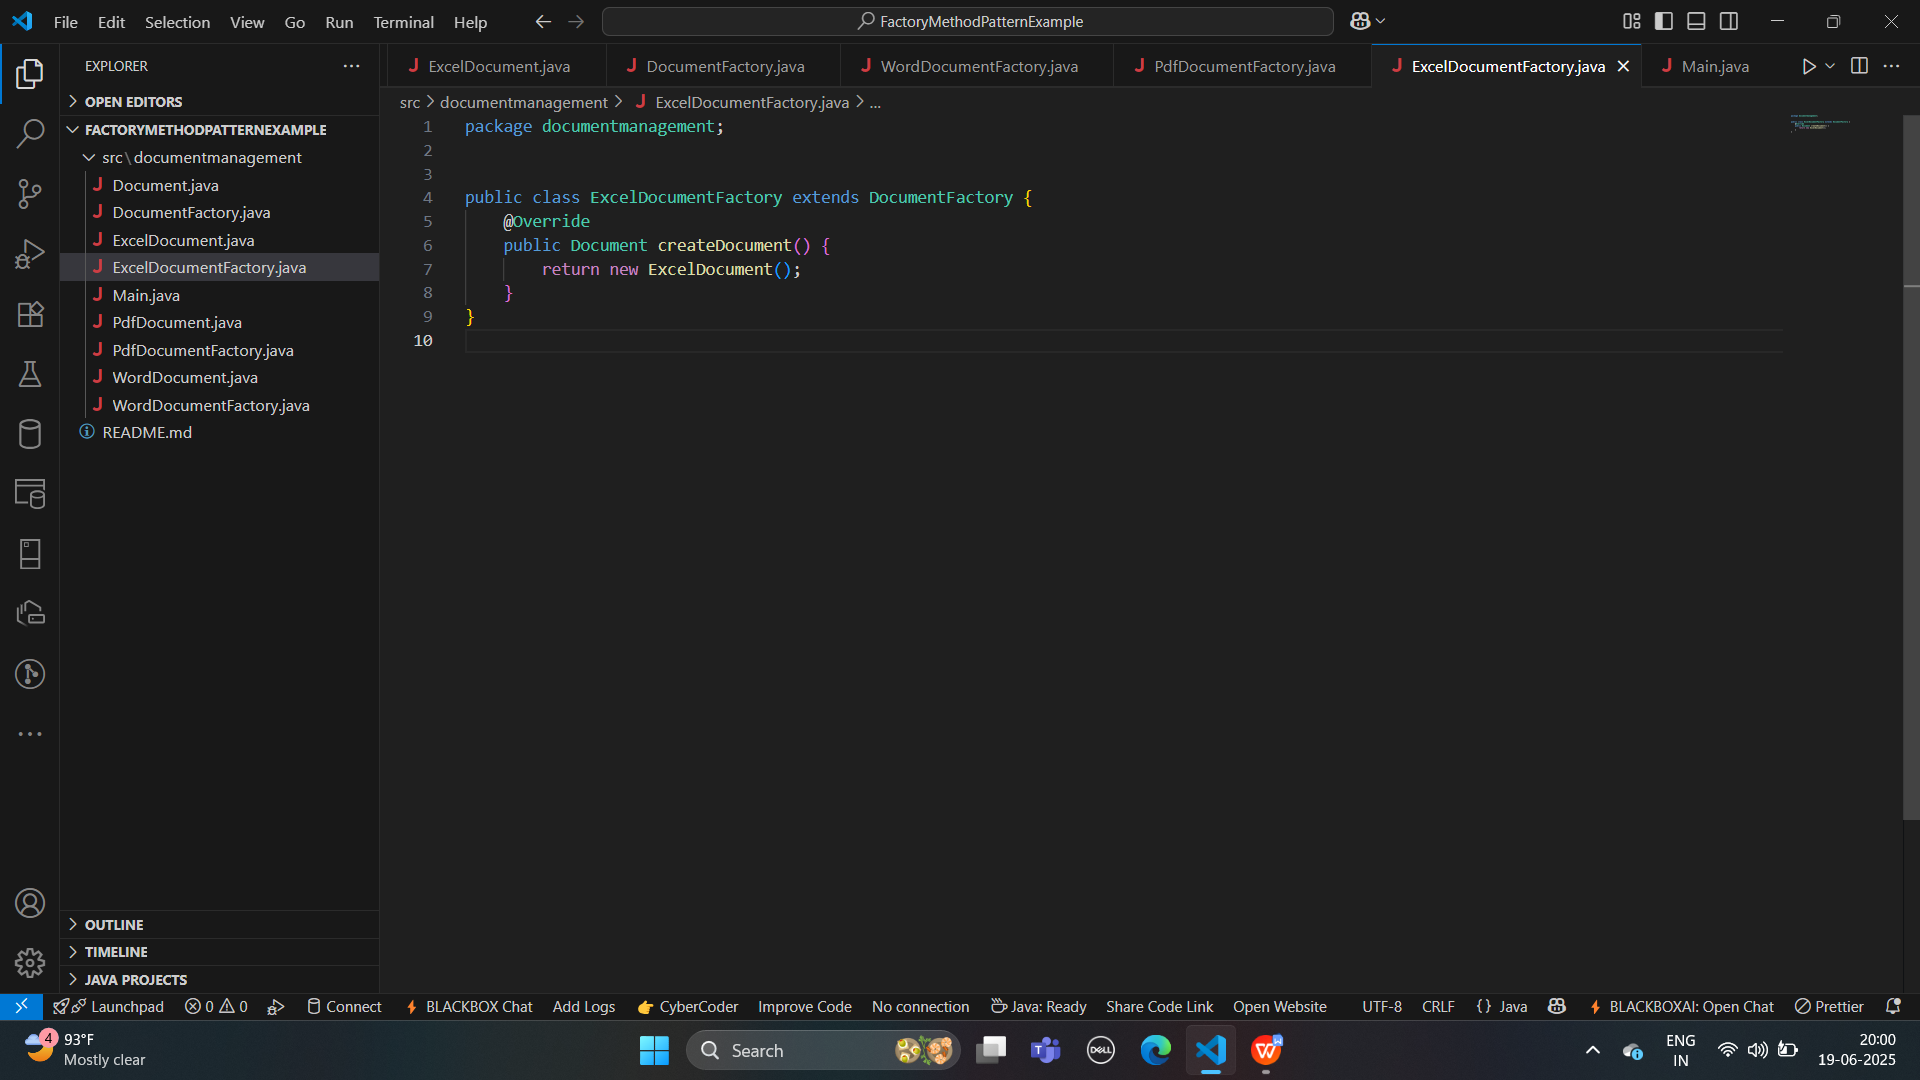 File Edit Selection View Go Run Terminal Help
FactoryMethodPatternExample
EXPLORER
OPEN EDITORS
FACTORYMETHODPATTERNEXAMPLE
src\documentmanagement
J Document.java
J DocumentFactory.java
J ExcelDocument.java
J ExcelDocumentFactory.java
J Main.java
J PdfDocument.java
J PdfDocumentFactory.java
J WordDocument.java
J WordDocumentFactory.java
README.md
OUTLINE
TIMELINE
JAVA PROJECTS
J ExcelDocument.java J DocumentFactory.java J WordDocumentFactory.java J PdfDocumentFactory.java J ExcelDocumentFactory.java J Main.java
src > documentmanagement > J ExcelDocumentFactory.java > ...
1 package documentmanagement;
2
3
4 public class ExcelDocumentFactory extends DocumentFactory {
5 @Override
6 public Document createDocument() {
7 return new ExcelDocument();
8 }
9 }
10
Launchpad 0 0 Connect BLACKBOX Chat Add Logs CyberCoder Improve Code No connection Java: Ready Share Code Link Open Website UTF-8 CRLF {} Java BLACKBOXAI: Open Chat Prettier
4 93°F
Mostly clear
Search
DELL
ENG
IN
20:00
19-06-2025